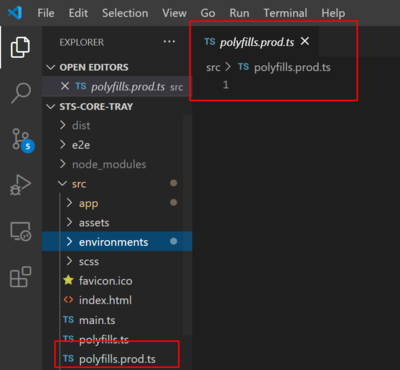 File Edit Selection View Go Run Terminal Help
EXPLORER ...
TS polyfills.prod.ts ×
OPEN EDITORS
× TS polyfills.prod.ts src
src > TS polyfills.prod.ts
1
STS-CORE-TRAY
dist
e2e
node_modules
5
src
app
assets
environments
scss
favicon.ico
<> index.html
TS main.ts
TS polyfills.ts
TS polyfills.prod.ts